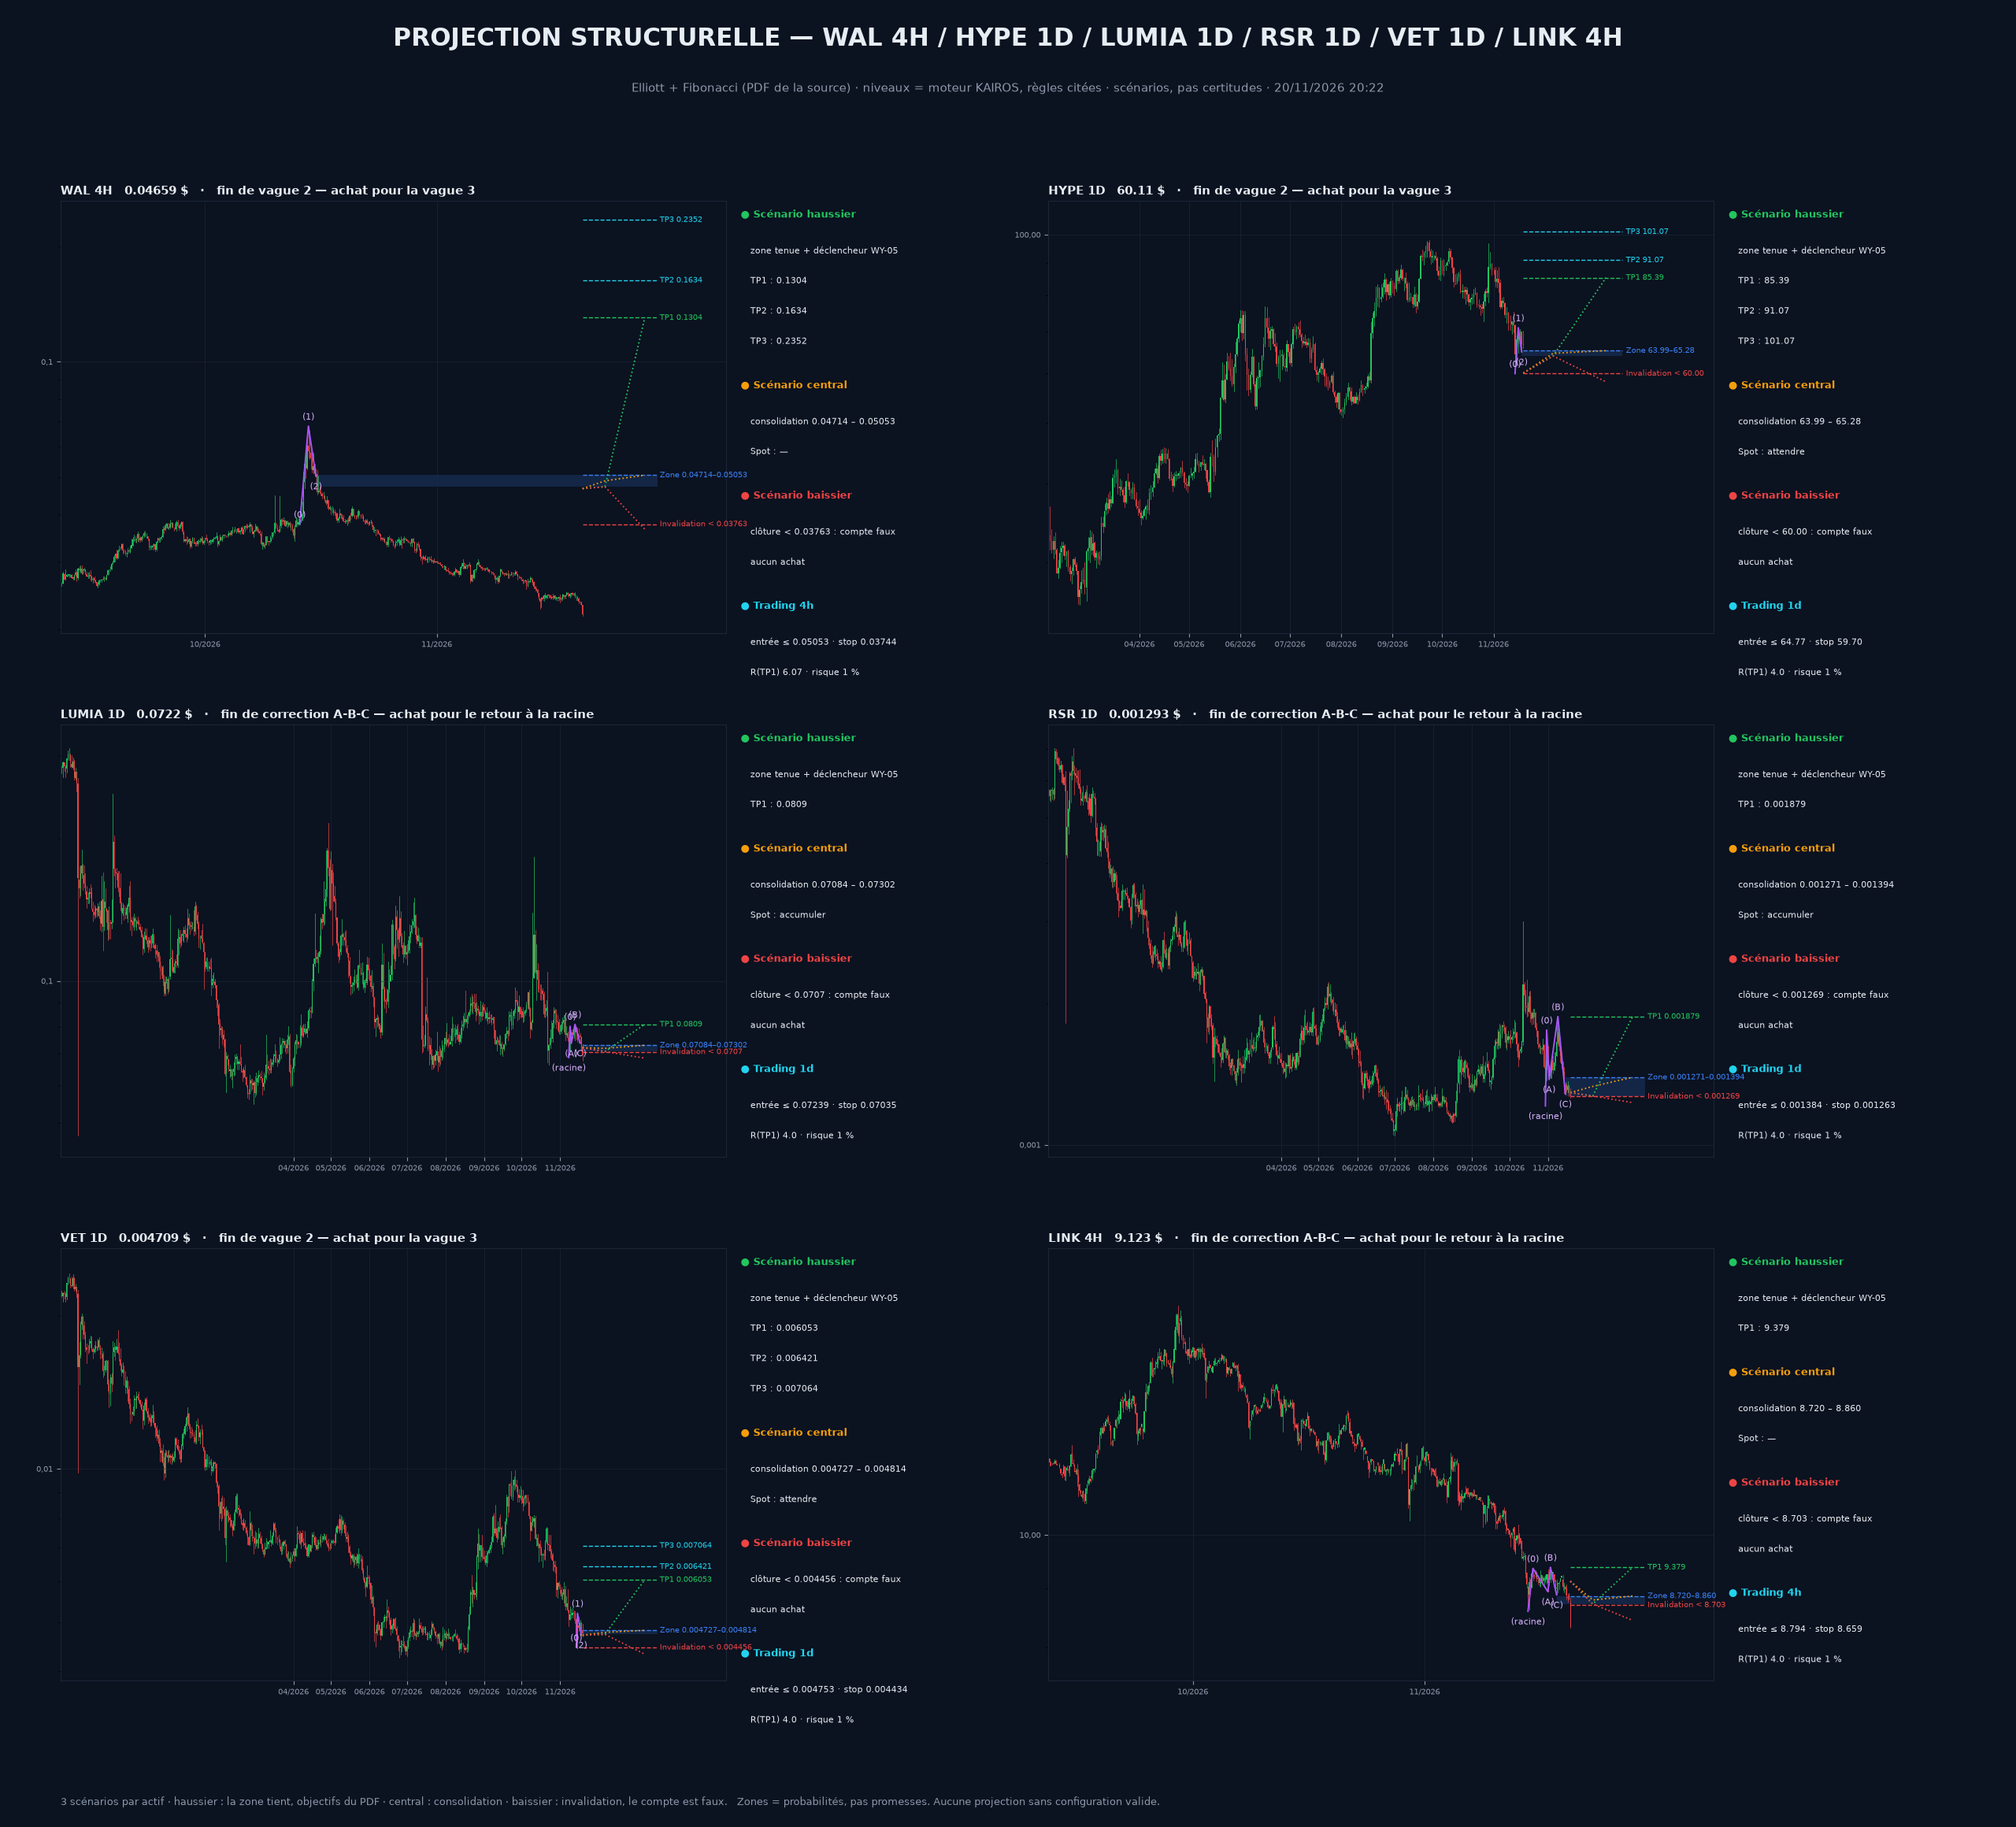 PROJECTION STRUCTURELLE — WAL 4H / HYPE 1D / LUMIA 1D / RSR 1D / VET 1D / LINK 4H
Elliott + Fibonacci (PDF de la source) · niveaux = moteur KAIROS, règles citées · scénarios, pas certitudes · 20/11/2026 20:22
WAL 4H 0.04659 $ · fin de vague 2 — achat pour la vague 3
TP3 0.2352
TP2 0.1634
TP1 0.1304
0,1
(1)
Zone 0.04714–0.05053
(2)
(0)
Invalidation < 0.03763
10/2026
11/2026
● Scénario haussier
zone tenue + déclencheur WY-05
TP1 : 0.1304
TP2 : 0.1634
TP3 : 0.2352
● Scénario central
consolidation 0.04714 – 0.05053
Spot : —
● Scénario baissier
clôture < 0.03763 : compte faux
aucun achat
● Trading 4h
entrée ≤ 0.05053 · stop 0.03744
R(TP1) 6.07 · risque 1 %
HYPE 1D 60.11 $ · fin de vague 2 — achat pour la vague 3
100,00
TP3 101.07
TP2 91.07
TP1 85.39
(1)
Zone 63.99–65.28
(0)
(2)
Invalidation < 60.00
04/2026 05/2026 06/2026 07/2026 08/2026 09/2026 10/2026 11/2026
● Scénario haussier
zone tenue + déclencheur WY-05
TP1 : 85.39
TP2 : 91.07
TP3 : 101.07
● Scénario central
consolidation 63.99 – 65.28
Spot : attendre
● Scénario baissier
clôture < 60.00 : compte faux
aucun achat
● Trading 1d
entrée ≤ 64.77 · stop 59.70
R(TP1) 4.0 · risque 1 %
LUMIA 1D 0.0722 $ · fin de correction A-B-C — achat pour le retour à la racine
0,1
(0)
(B)
TP1 0.0809
Zone 0.07084–0.07302
(A)
(C)
Invalidation < 0.0707
(racine)
04/2026 05/2026 06/2026 07/2026 08/2026 09/2026 10/2026 11/2026
● Scénario haussier
zone tenue + déclencheur WY-05
TP1 : 0.0809
● Scénario central
consolidation 0.07084 – 0.07302
Spot : accumuler
● Scénario baissier
clôture < 0.0707 : compte faux
aucun achat
● Trading 1d
entrée ≤ 0.07239 · stop 0.07035
R(TP1) 4.0 · risque 1 %
RSR 1D 0.001293 $ · fin de correction A-B-C — achat pour le retour à la racine
(B)
TP1 0.001879
(0)
Zone 0.001271–0.001394
(A)
Invalidation < 0.001269
(C)
(racine)
0,001
04/2026 05/2026 06/2026 07/2026 08/2026 09/2026 10/2026 11/2026
● Scénario haussier
zone tenue + déclencheur WY-05
TP1 : 0.001879
● Scénario central
consolidation 0.001271 – 0.001394
Spot : accumuler
● Scénario baissier
clôture < 0.001269 : compte faux
aucun achat
● Trading 1d
entrée ≤ 0.001384 · stop 0.001263
R(TP1) 4.0 · risque 1 %
VET 1D 0.004709 $ · fin de vague 2 — achat pour la vague 3
0,01
TP3 0.007064
TP2 0.006421
TP1 0.006053
(1)
Zone 0.004727–0.004814
(0)
(2)
Invalidation < 0.004456
04/2026 05/2026 06/2026 07/2026 08/2026 09/2026 10/2026 11/2026
● Scénario haussier
zone tenue + déclencheur WY-05
TP1 : 0.006053
TP2 : 0.006421
TP3 : 0.007064
● Scénario central
consolidation 0.004727 – 0.004814
Spot : attendre
● Scénario baissier
clôture < 0.004456 : compte faux
aucun achat
● Trading 1d
entrée ≤ 0.004753 · stop 0.004434
R(TP1) 4.0 · risque 1 %
LINK 4H 9.123 $ · fin de correction A-B-C — achat pour le retour à la racine
10,00
(0)
(B)
TP1 9.379
Zone 8.720–8.860
(A)
(C)
Invalidation < 8.703
(racine)
10/2026
11/2026
● Scénario haussier
zone tenue + déclencheur WY-05
TP1 : 9.379
● Scénario central
consolidation 8.720 – 8.860
Spot : —
● Scénario baissier
clôture < 8.703 : compte faux
aucun achat
● Trading 4h
entrée ≤ 8.794 · stop 8.659
R(TP1) 4.0 · risque 1 %
3 scénarios par actif · haussier : la zone tient, objectifs du PDF · central : consolidation · baissier : invalidation, le compte est faux. Zones = probabilités, pas promesses. Aucune projection sans configuration valide.